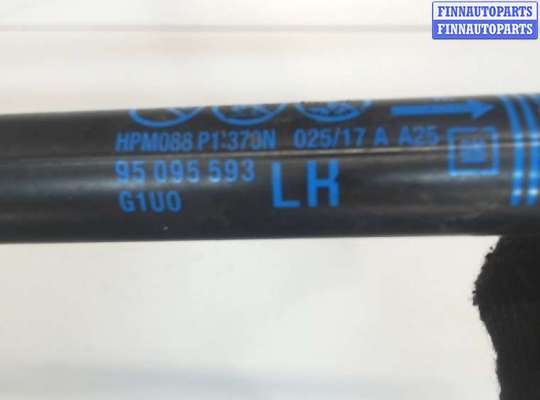 FINNAUTOPARTS
FINNAUTOPARTS
HPM088 P1:370N 025/17 A A25
95 095 593 LH
G1U0